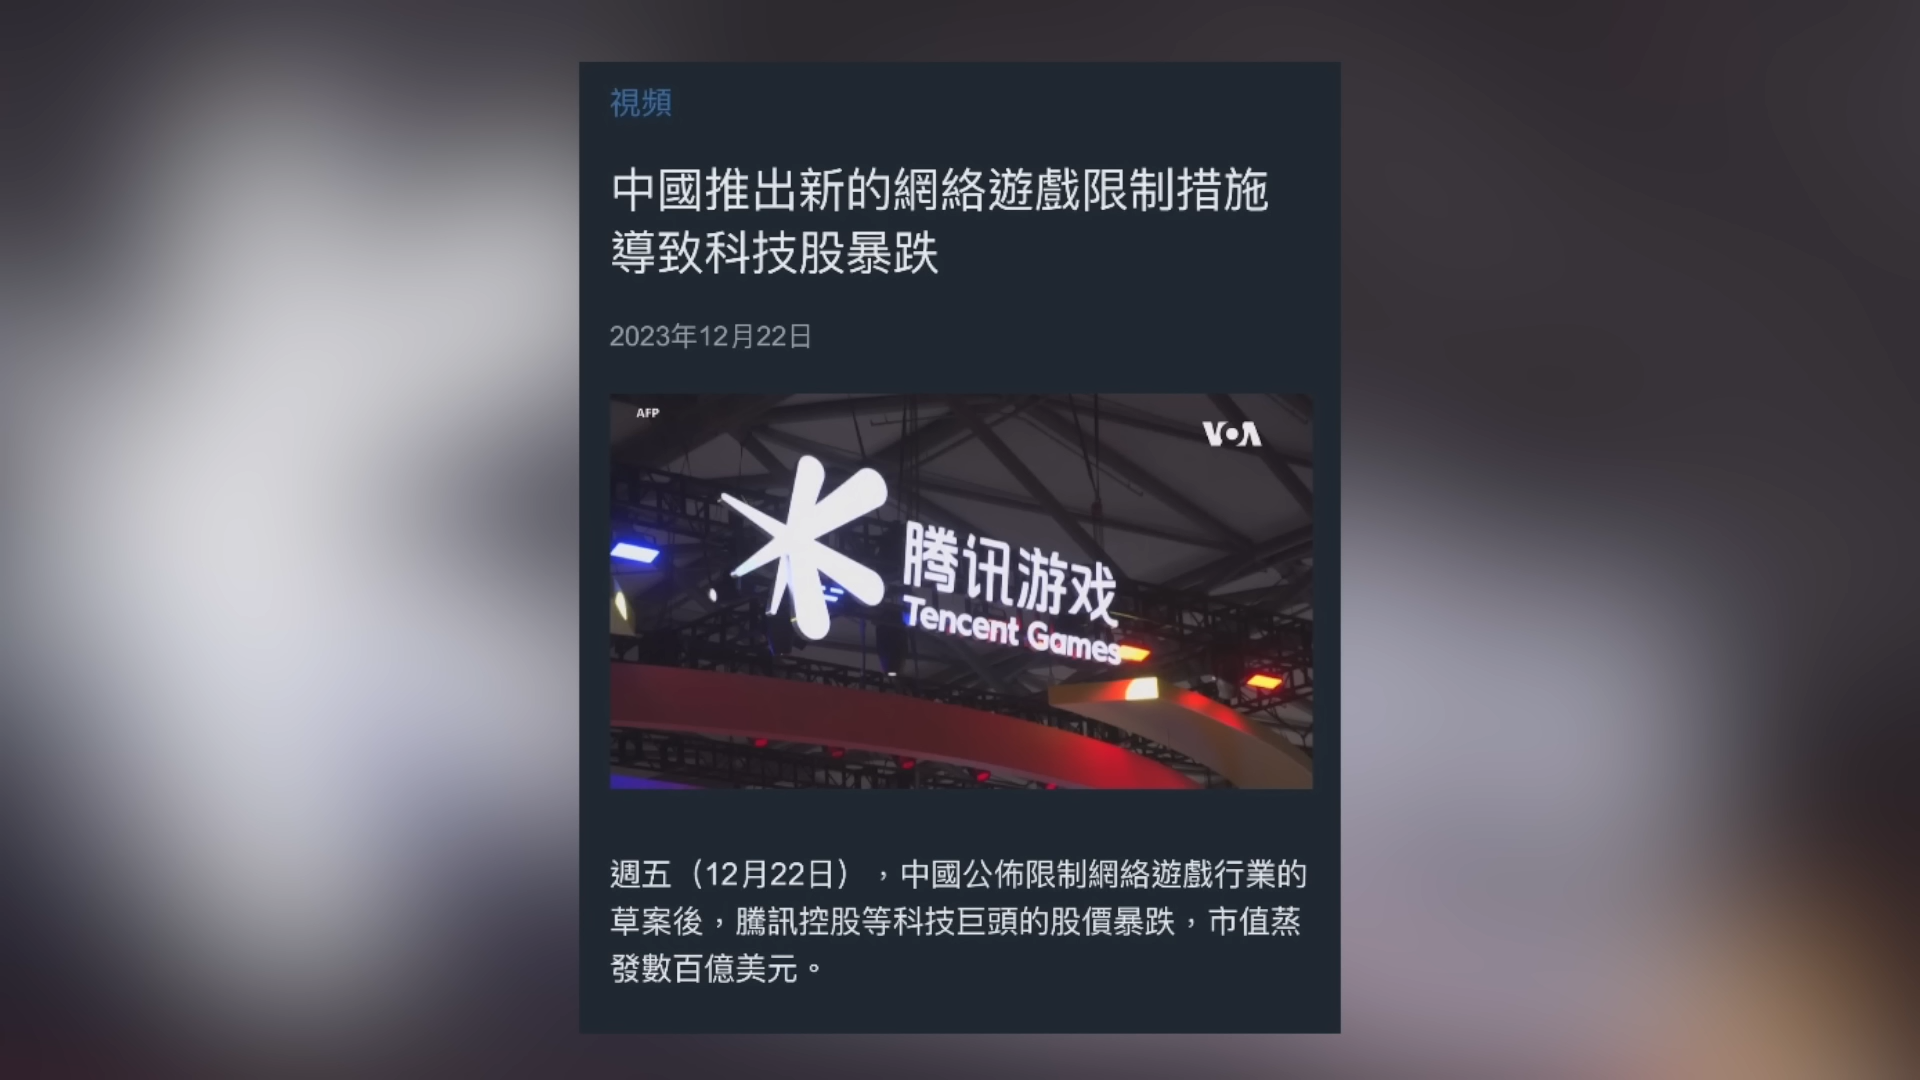 視頻
中國推出新的網絡遊戲限制措施
導致科技股暴跌
2023年12月22日
AFP
VOA
腾讯游戏
Tencent Games
週五（12月22日），中國公佈限制網絡遊戲行業的
草案後，騰訊控股等科技巨頭的股價暴跌，市值蒸
發數百億美元。